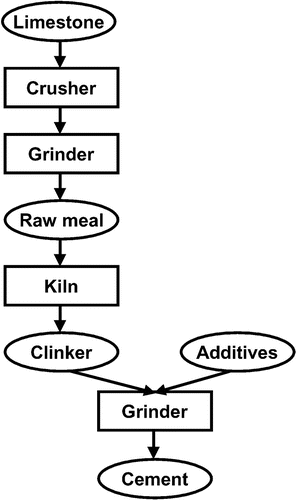 Limestone
Crusher
Grinder
Raw meal
Kiln
Clinker
Additives
Grinder
Cement